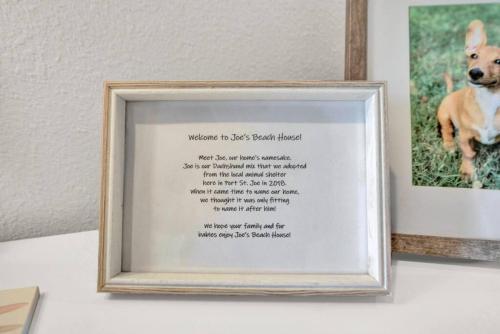 Welcome to Joe's Beach House!
Meet Joe, our home's namesake.
Joe is our Dachshund mix that we adopted
from the local animal shelter
here in Port St. Joe in 2018.
When it came time to name our home,
we thought it was only fitting
to name it after him!
We hope your family and fur
babies enjoy Joe's Beach House!